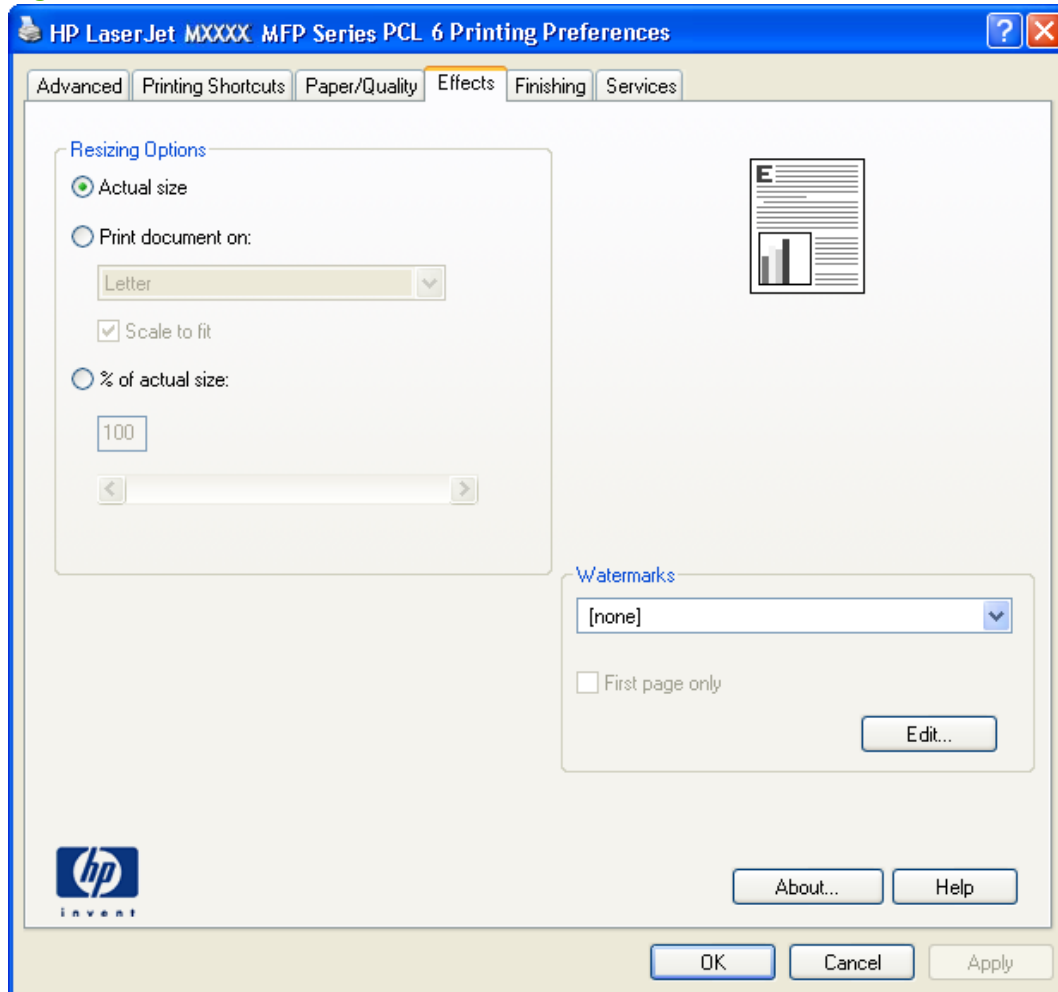 HP LaserJet MXXXX MFP Series PCL 6 Printing Preferences
?
Advanced Printing Shortcuts Paper/Quality Effects Finishing Services
Resizing Options
Actual size
Print document on:
Letter
Scale to fit
% of actual size:
100
E
Watermarks
[none]
First page only
Edit...
hp
invent
About... Help
OK Cancel Apply